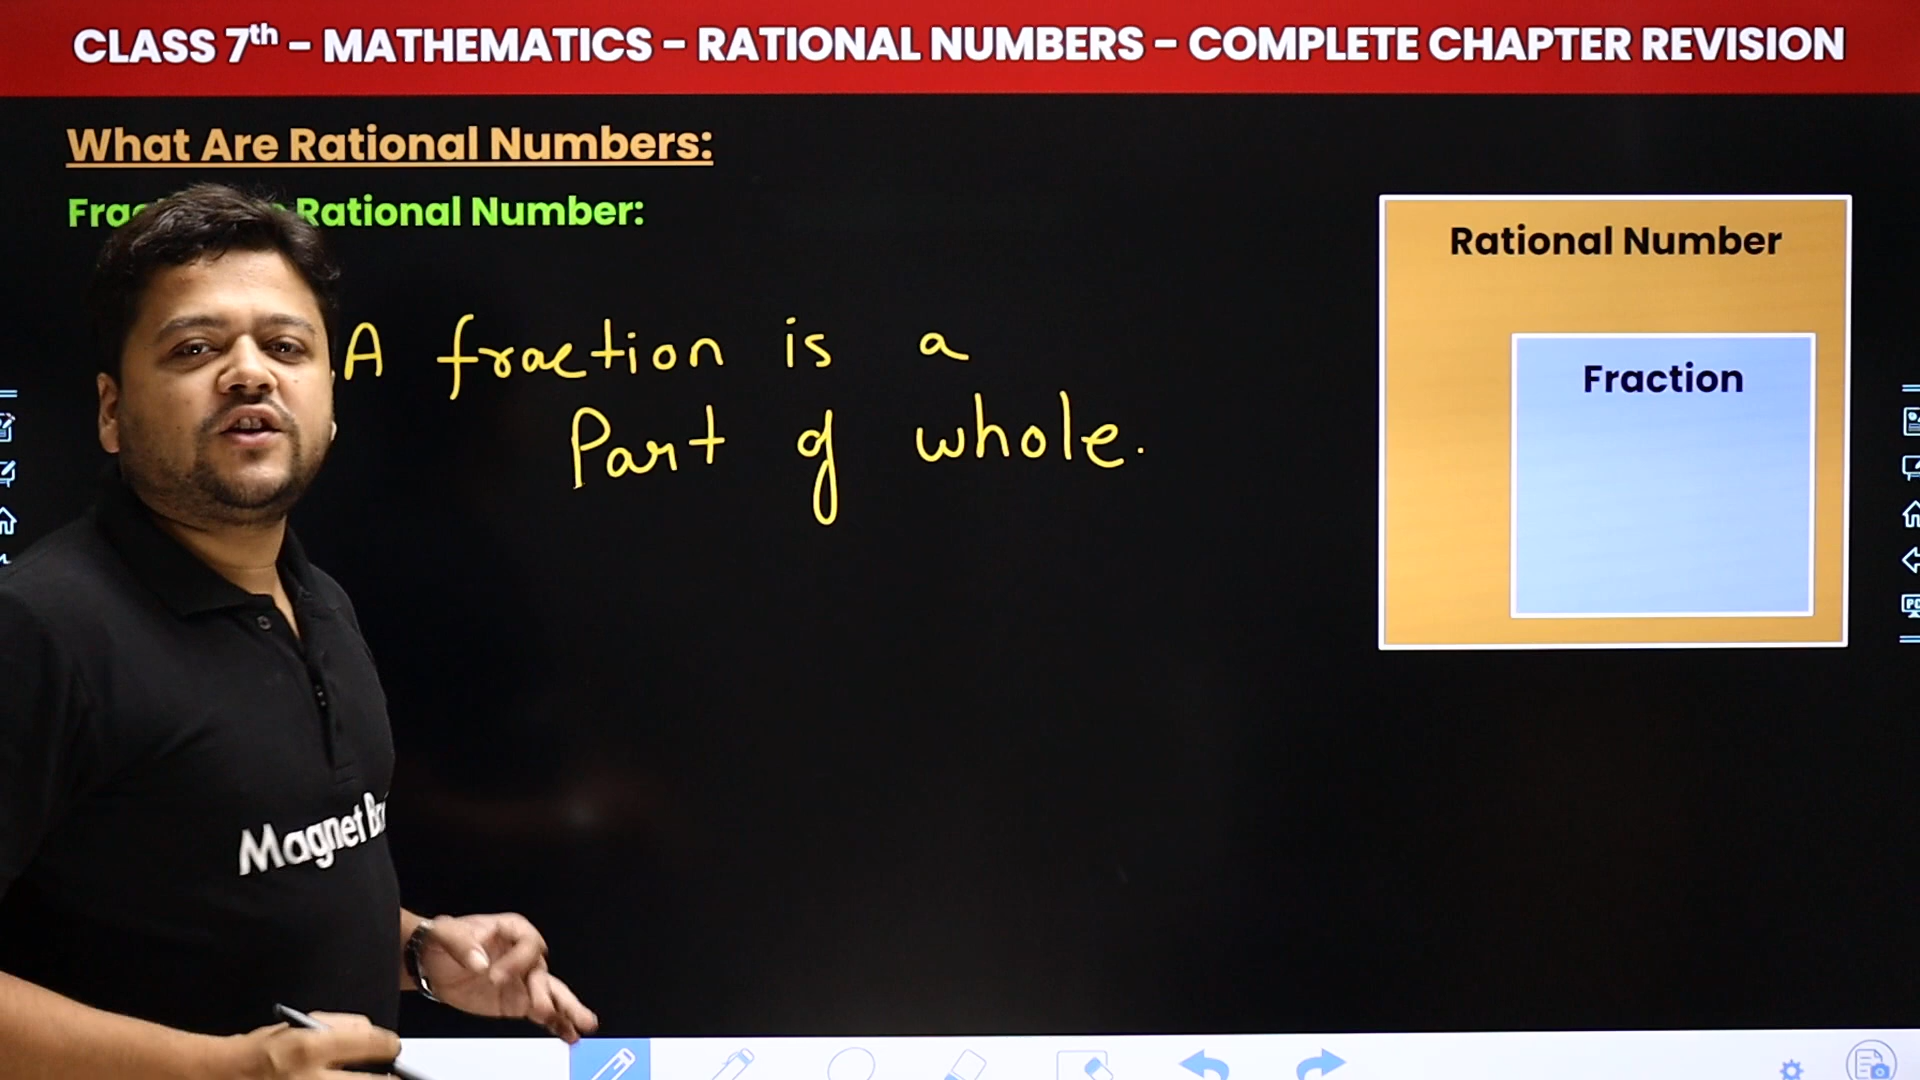 CLASS 7th – MATHEMATICS – RATIONAL NUMBERS – COMPLETE CHAPTER REVISION
What Are Rational Numbers:
Rational Number:
Rational Number
Fraction
A fraction is a
Part of whole.
Magnet